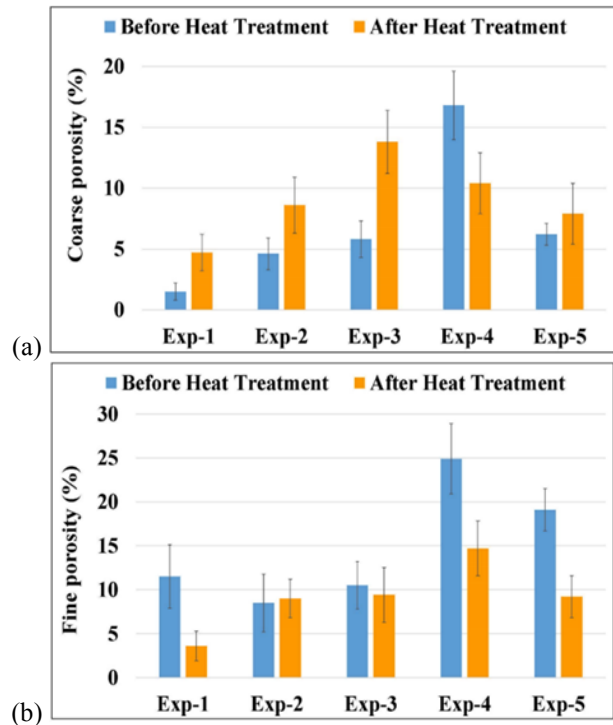 Before Heat Treatment After Heat Treatment
20
15
10
5
0
Coarse porosity (%)
Exp-1 Exp-2 Exp-3 Exp-4 Exp-5
(a)
Before Heat Treatment After Heat Treatment
30
25
20
15
10
5
0
Fine porosity (%)
Exp-1 Exp-2 Exp-3 Exp-4 Exp-5
(b)